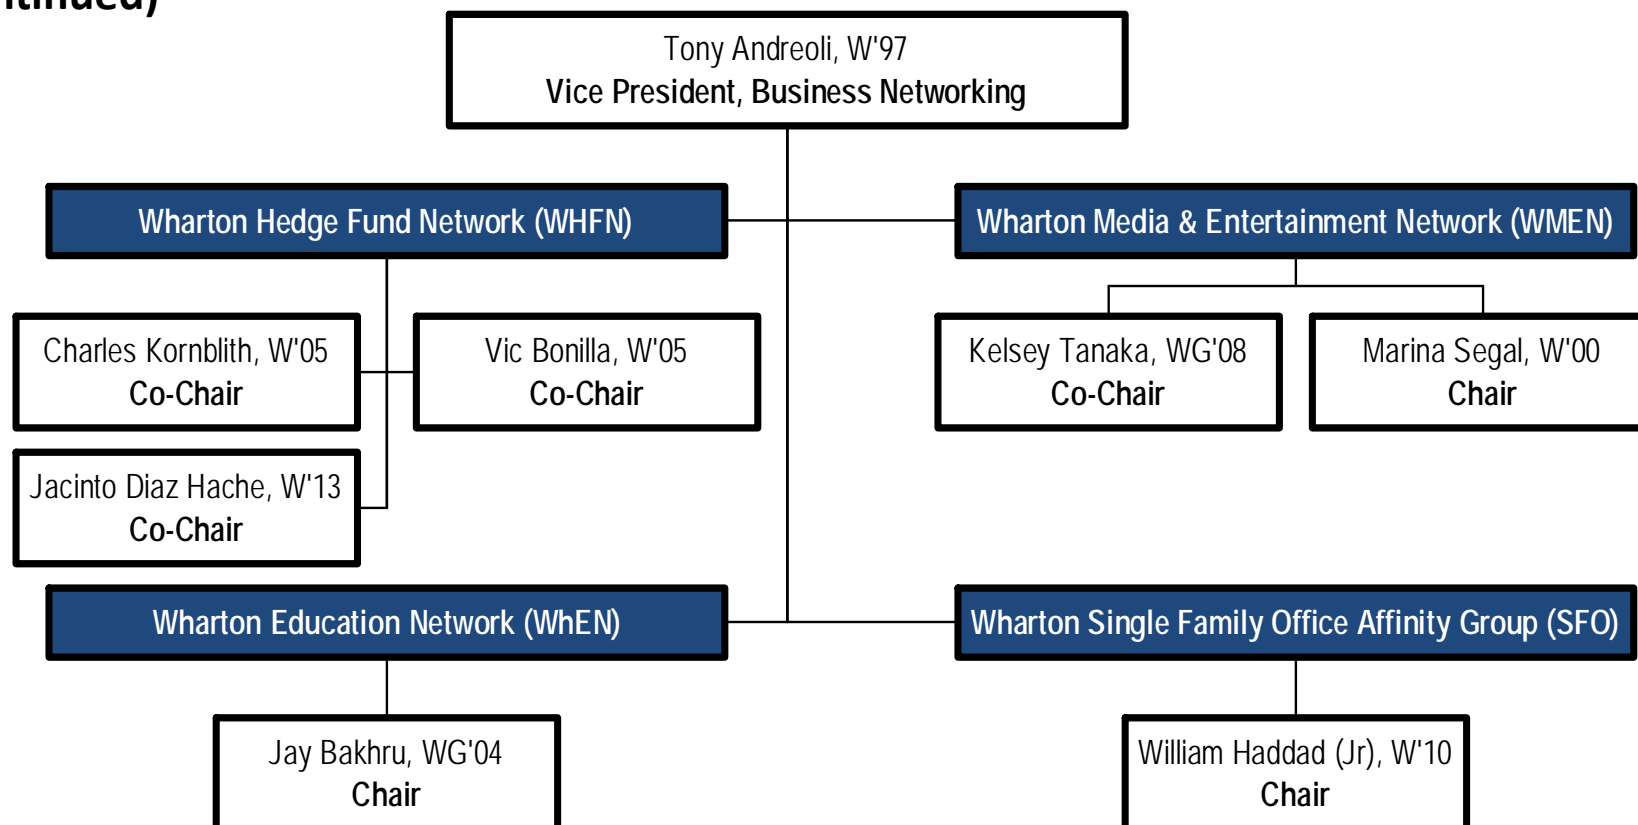 Tony Andreoli, W'97
Vice President, Business Networking
Wharton Hedge Fund Network (WHFN)
Wharton Media & Entertainment Network (WMEN)
Charles Kornblith, W'05
Co-Chair
Vic Bonilla, W'05
Co-Chair
Kelsey Tanaka, WG'08
Co-Chair
Marina Segal, W'00
Chair
Jacinto Diaz Hache, W'13
Co-Chair
Wharton Education Network (WhEN)
Wharton Single Family Office Affinity Group (SFO)
Jay Bakhru, WG'04
Chair
William Haddad (Jr), W'10
Chair